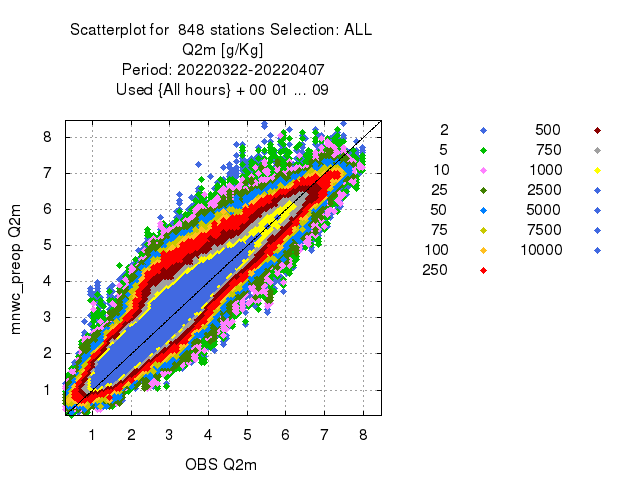 Scatterplot for 848 stations Selection: ALL
Q2m [g/Kg]
Period: 20220322-20220407
Used {All hours} + 00 01 ... 09
8
7
6
5
4
3
2
1
mnwc_preop Q2m
1 2 3 4 5 6 7 8
OBS Q2m
2 500
5 750
10 1000
25 2500
50 5000
75 7500
100 10000
250